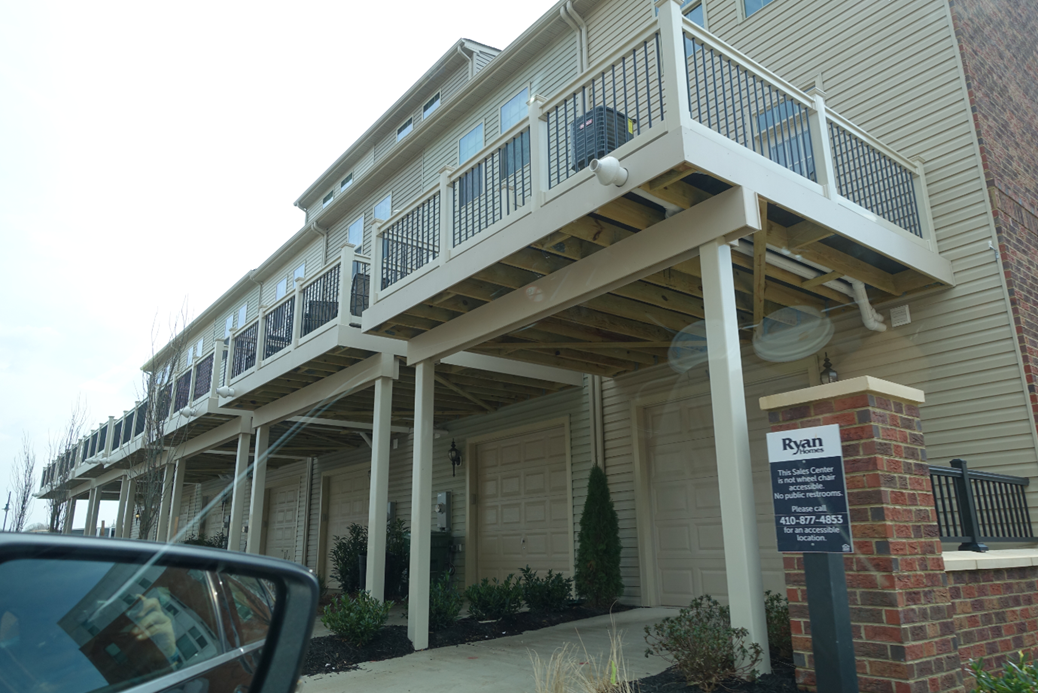 Ryan
Homes
This Sales Center
is not wheel chair
accessible.
No public restrooms.
Please call
410-877-4853
for an accessible
location.